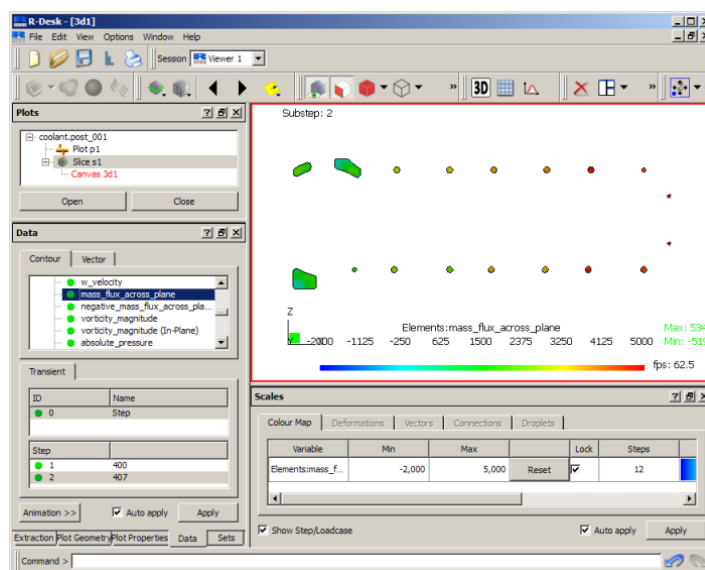 R-Desk - [3d1]
File Edit View Options Window Help
Session Viewer 1
» 3D »
Plots
coolant.post_001
Plot p1
Slice s1
Canvas 3d1
Open Close
Data
Contour Vector
w_velocity
mass_flux_across_plane
negative_mass_flux_across_pla...
vorticity_magnitude
vorticity_magnitude (In-Plane)
absolute_pressure
Transient
ID Name
0 Step
Step
1 400
2 407
Animation >> Auto apply Apply
Extraction Plot Geometry Plot Properties Data Sets
Substep: 2
Z
Elements:mass_flux_across_plane Max: 534
-1125 -250 625 1500 2375 3250 4125 5000 Min: -519
fps: 62.5
Scales
Colour Map Deformations Vectors Connections Droplets
Variable Min Max Lock Steps
Elements:mass_f... -2,000 5,000 Reset 12
Show Step/Loadcase Auto apply Apply
Command >